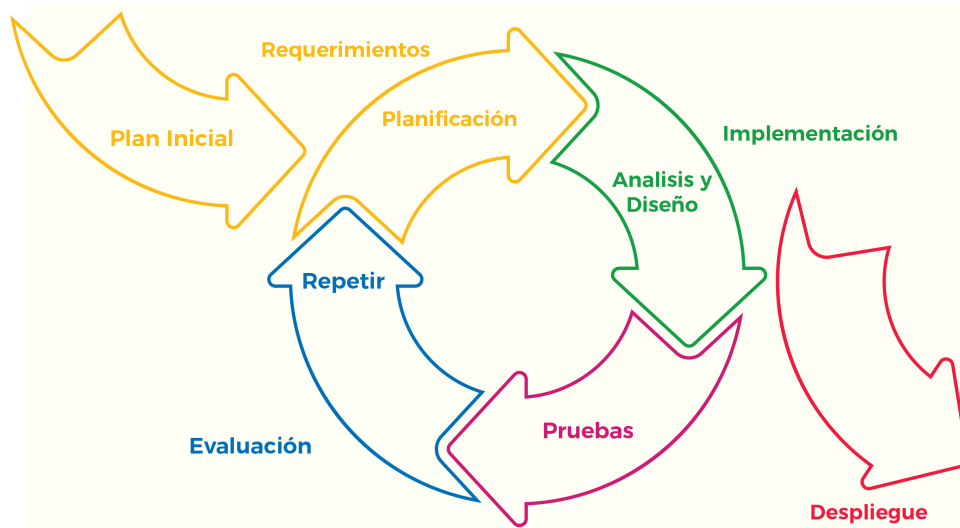 Requerimientos
Planificación
Plan Inicial
Implementación
Analisis y
Diseño
Repetir
Pruebas
Evaluación
Despliegue